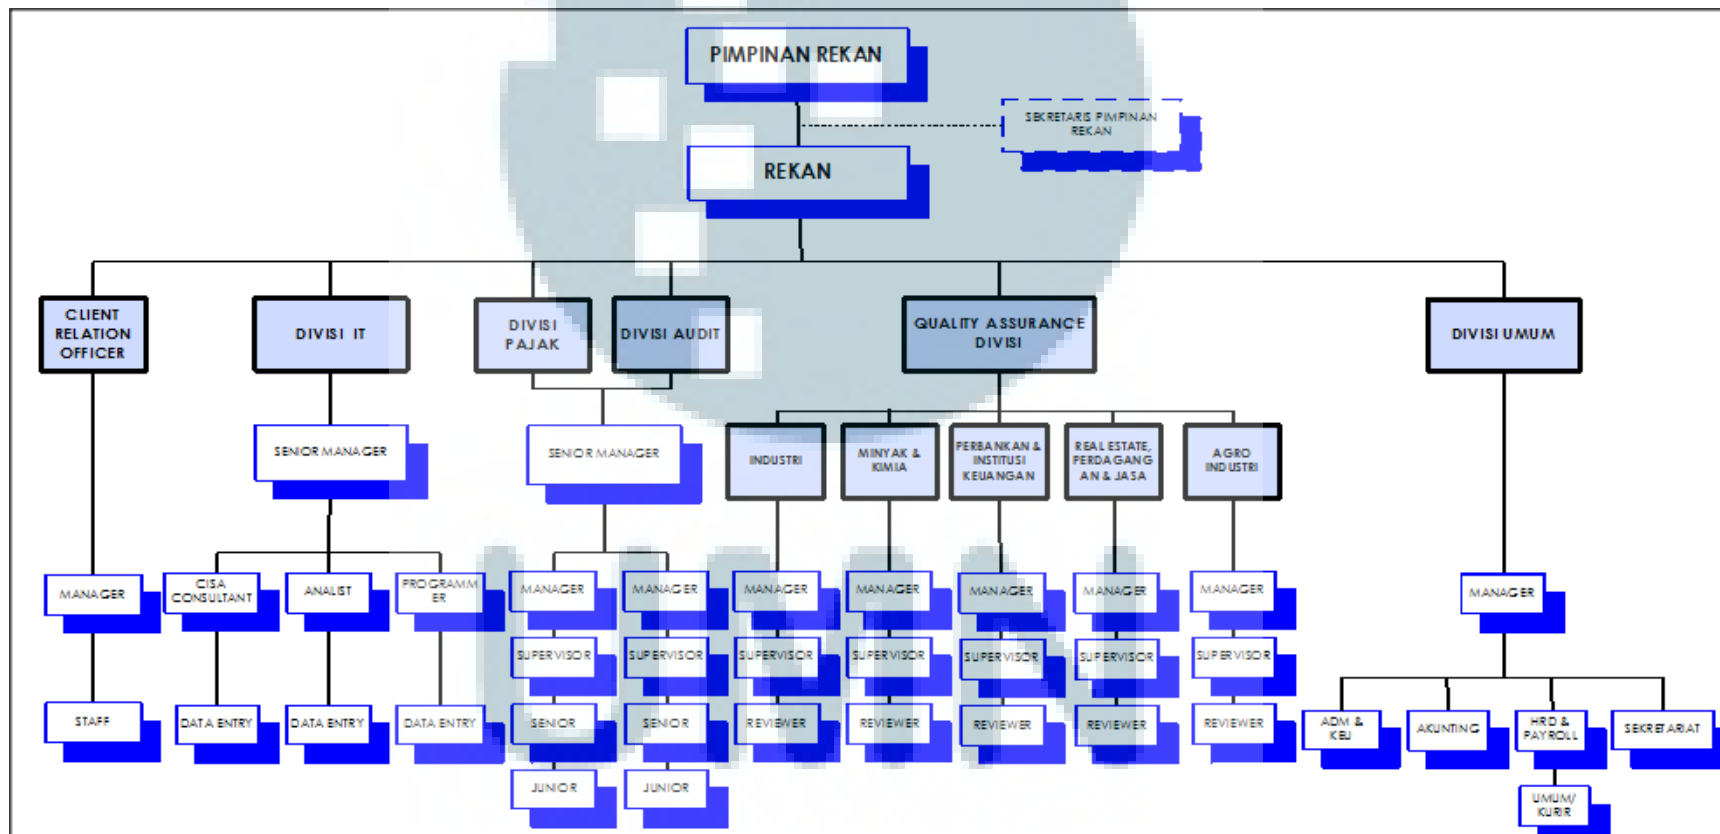 PIMPINAN REKAN
SEKRETARIS PIMPINAN
REKAN
REKAN
CLIENT
RELATION
OFFICER
DIVISI IT
DIVISI
PAJAK
DIVISI AUDIT
QUALITY ASSURANCE
DIVISI
DIVISI UMUM
SENIOR MANAGER
SENIOR MANAGER
INDUSTRI
MINYAK &
KIMIA
PERBANKAN &
INSTITUSI
KEUANGAN
REAL ESTATE,
PERDAGANG
AN & JASA
AGRO
INDUSTRI
MANAGER
CISA
CONSULTANT
ANALIST
PROGRAMM
ER
MANAGER
MANAGER
MANAGER
MANAGER
MANAGER
MANAGER
MANAGER
MANAGER
SUPERVISOR
SUPERVISOR
SUPERVISOR
SUPERVISOR
SUPERVISOR
SUPERVISOR
SUPERVISOR
STAFF
DATA ENTRY
DATA ENTRY
DATA ENTRY
SENIOR
SENIOR
REVIEWER
REVIEWER
REVIEWER
REVIEWER
REVIEWER
ADM &
KEU
AKUNTING
HRD &
PAYROLL
SEKRETARIAT
JUNIOR
JUNIOR
UMUM/
KURIR
UMN